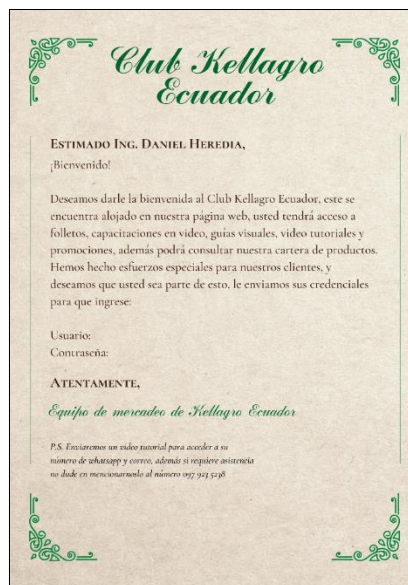 Club Kellagro
Ecuador
Estimado Ing. Daniel Heredia,
¡Bienvenido!
Deseamos darle la bienvenida al Club Kellagro Ecuador, este se
encuentra alojado en nuestra página web, usted tendrá acceso a
folletos, capacitaciones en video, guías visuales, video tutoriales y
promociones, además podrá consultar nuestra cartera de productos.
Hemos hecho esfuerzos especiales para nuestros clientes, y
deseamos que usted sea parte de esto, le enviamos sus credenciales
para que ingrese:
Usuario:
Contraseña:
Atentamente,
Equipo de mercadeo de Kellagro Ecuador
P.S. Enviaremos un video tutorial para acceder a su
número de whatsapp y correo, además si requiere asistencia
no dude en mencionarnoslo al número 097 923 5238